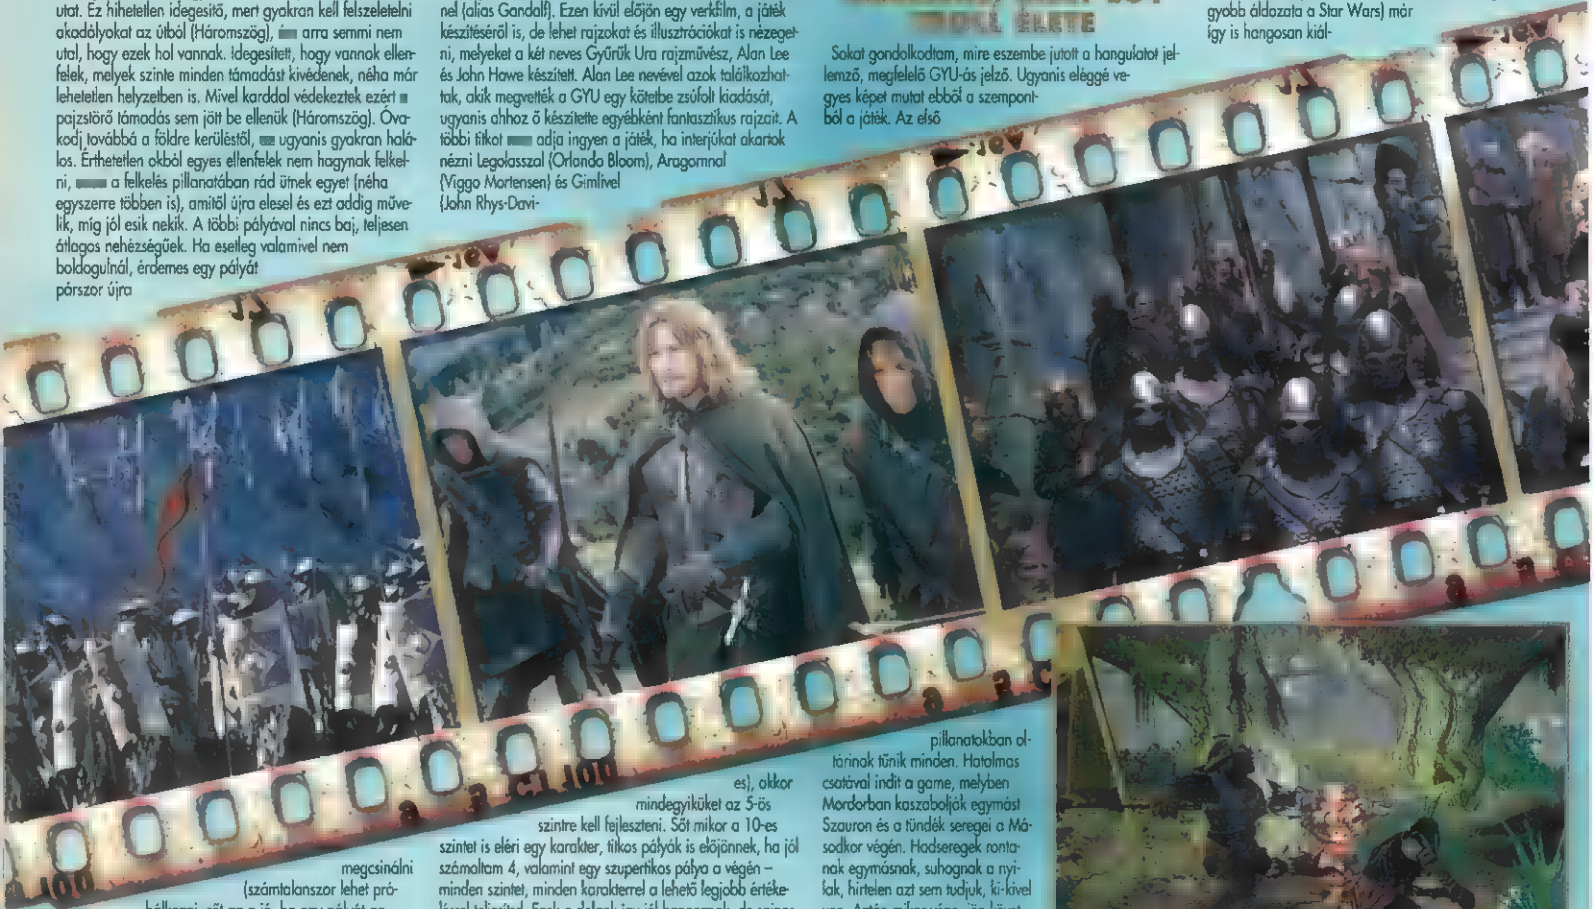 utat. Ez hihetetlen idegesítő, mert gyakran kell felszeletelni
akadályokat az útból (Háromszög), arra semmi nem
utal, hogy ezek hol vannak. Idegesített, hogy vannak ellen-
felek, melyek szinte minden támadást kivédenek, néha már
lehetetlen helyzetben is. Mivel karddal védekeztek ezért
pajzstörő támadás sem jött be ellenük (Háromszög). Óva-
kodj továbbá a földre kerüléstől, ugyanis gyakran halá-
los. Érthetetlen okból egyes ellenfelek nem hagynak felkel-
ni, a felkelés pillanatában rád ütnek egyet (néha
egyszerre többen is), amitől újra elesel és ezt addig műve-
lik, míg jól esik nekik. A többi pályával nincs baj, teljesen
átlagos nehézségűek. Ha esetleg valamivel nem
boldogulnál, érdemes egy pályát
párszor újra
megcsinálni
(számtalanszor lehet pró-
nel (alias Gandalf). Ezen kívül előjön egy verkfilm, a játék
készítéséről is, de lehet rajzokat és illusztrációkat is nézeget-
ni, melyeket a két neves Gyűrűk Ura rajzművész, Alan Lee
és John Howe készített. Alan Lee nevével azok találkozhat-
tak, akik megvették a GYU egy kötetbe zsúfolt kiadását,
ugyanis ahhoz ő készítette egyébként fantasztikus rajzait. A
többi titkot adja ingyen a játék, ha interjúkat akartok
nézni Legolasszal (Orlando Bloom), Aragornnal
(Viggo Mortensen) és Gimlivel
(John Rhys-Davi-
es), okkor
mindegyiküket az 5-ös
szintre kell fejleszteni. Sőt mikor a 10-es
szintet is eléri egy karakter, titkos pályák is előjönnek, ha jól
számoltam 4, valamint egy szupertitkos pálya a végén –
minden szintet, minden karakterrel a lehető legjobb értéke-
ÉLETE
Sokat gondolkodtam, mire eszembe jutott a hangulatot jel-
lemző, megfelelő GYU-ás jelző. Ugyanis eléggé ve-
gyes képet mutat ebből a szempont-
ból a játék. Az első
pillanatokban ol-
tárinak tűnik minden. Hatalmas
csatával indít a game, melyben
Mordorban kaszabolják egymást
Szauron és a tündék seregei a Má-
sodkor végén. Hadseregek ronta-
nak egymásnak, suhognak a nyi-
lak, hirtelen azt sem tudjuk, ki-kivel
gyobb áldozata a Star Wars) már
így is hangosan kiál-